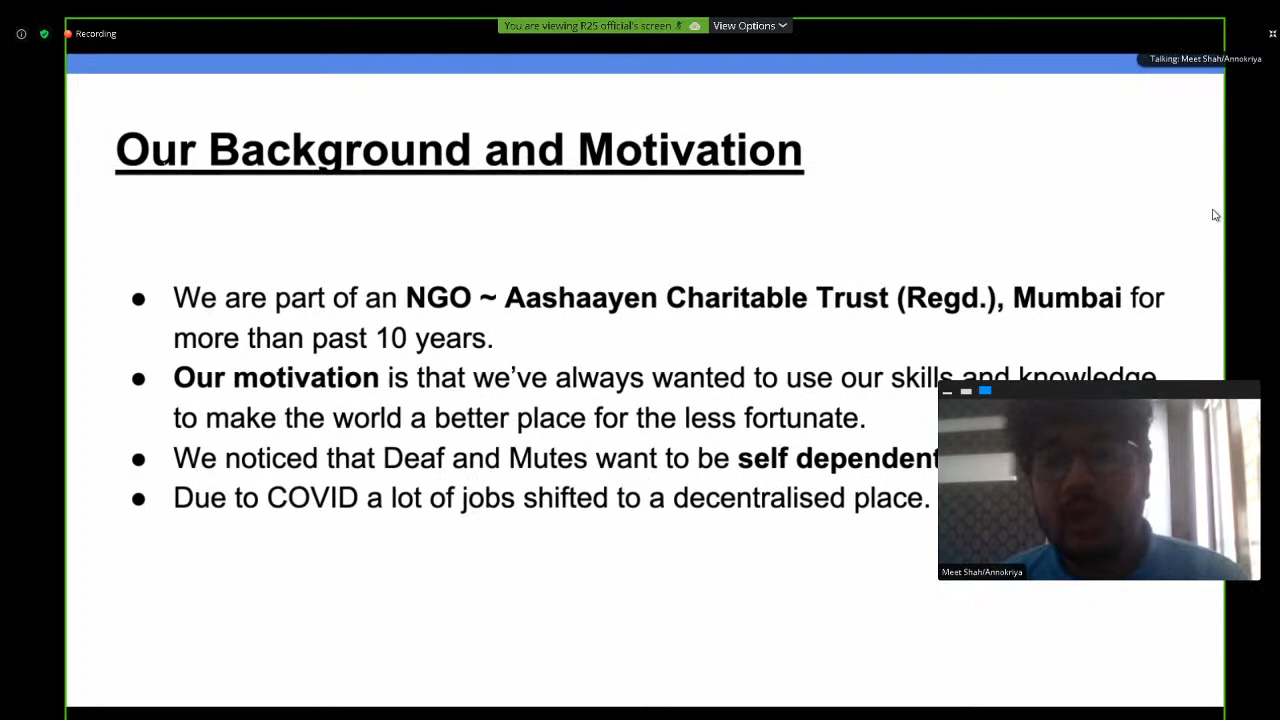 You are viewing R2S official's screen
View Options
Recording
Talking: Meet Shah/Annokriya
Our Background and Motivation
● We are part of an NGO ~ Aashaayen Charitable Trust (Regd.), Mumbai for
more than past 10 years.
● Our motivation is that we've always wanted to use our skills and knowledge
to make the world a better place for the less fortunate.
● We noticed that Deaf and Mutes want to be self dependent
● Due to COVID a lot of jobs shifted to a decentralised place.
Meet Shah/Annokriya